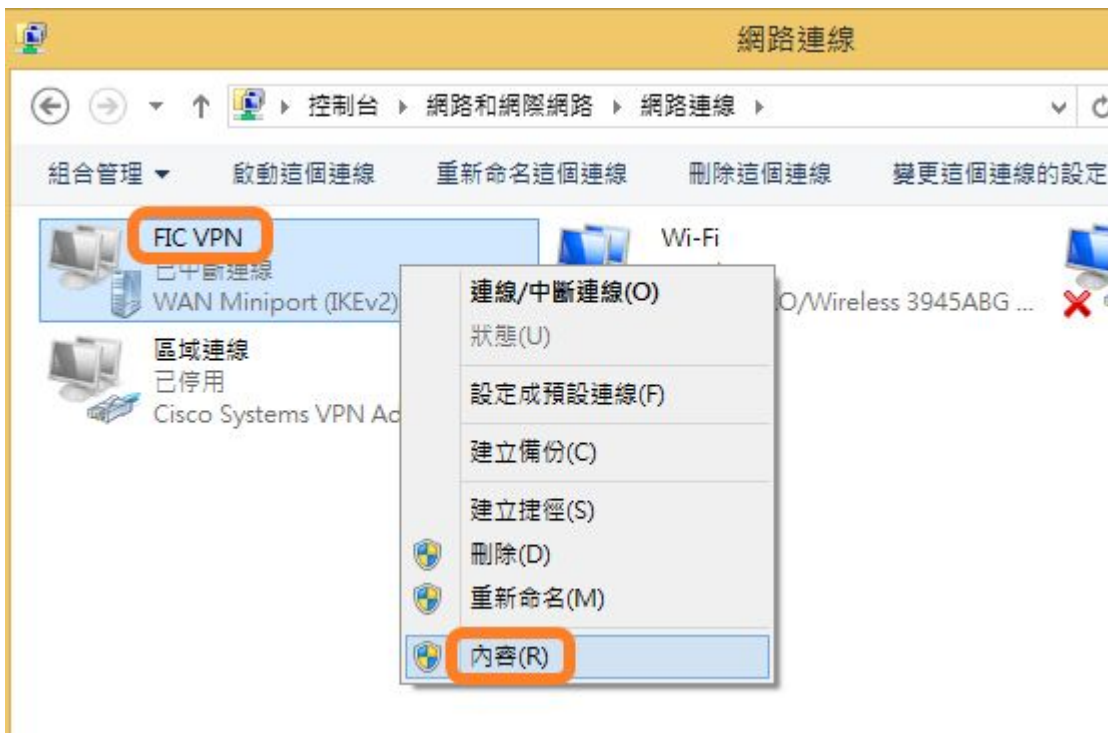 網路連線
控制台 網路和網際網路 網路連線
組合管理 啟動這個連線 重新命名這個連線 刪除這個連線 變更這個連線的設定
FIC VPN
已中斷連線
WAN Miniport (IKEv2)
Wi-Fi
O/Wireless 3945ABG ...
區域連線
已停用
Cisco Systems VPN Ad
連線/中斷連線(O)
狀態(U)
設定成預設連線(F)
建立備份(C)
建立捷徑(S)
刪除(D)
重新命名(M)
內容(R)